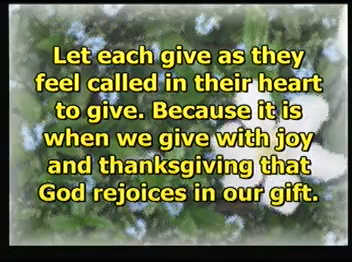 Let each give as they
feel called in their heart
to give. Because it is
when we give with joy
and thanksgiving that
God rejoices in our gift.